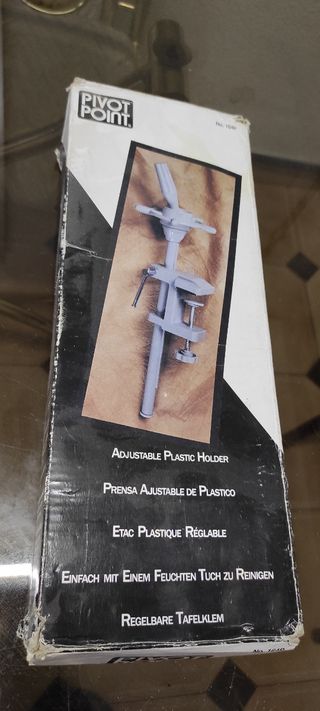 PIVOT
POINT.
ADJUSTABLE PLASTIC HOLDER
PRENSA AJUSTABLE DE PLASTICO
ETAC PLASTIQUE RÉGLABLE
EINFACH MIT EINEM FEUCHTEN TUCH ZU REINIGEN
REGELBARE TAFELKLEM
PIVOT